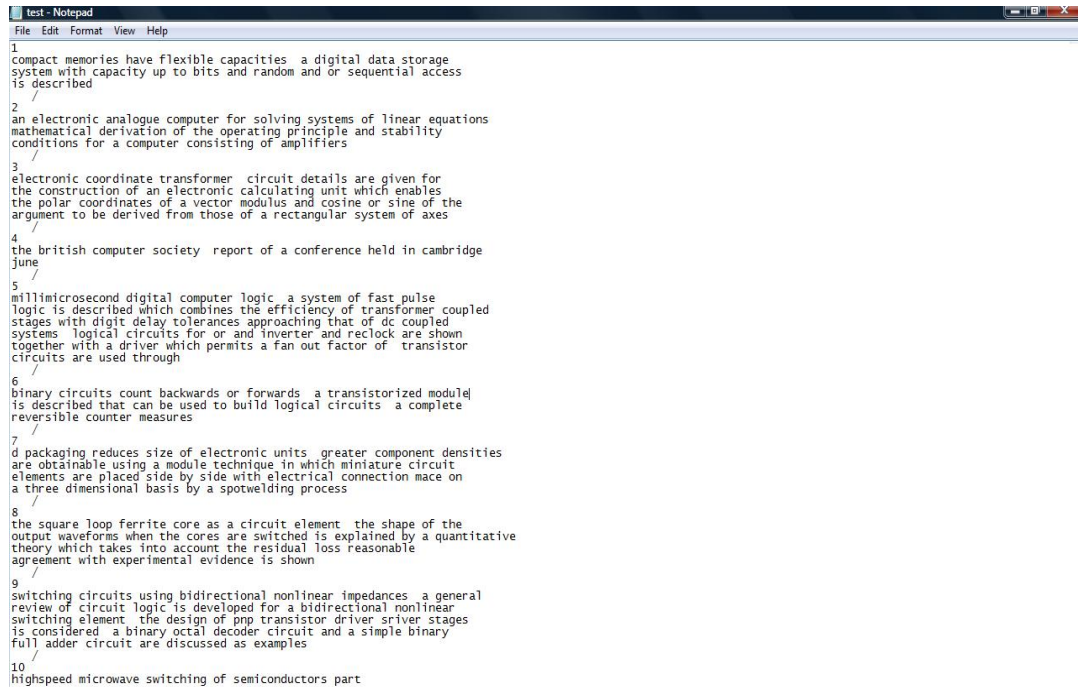 test - Notepad
File Edit Format View Help
1
compact memories have flexible capacities  a digital data storage
system with capacity up to bits and random and or sequential access
is described
/
2
an electronic analogue computer for solving systems of linear equations
mathematical derivation of the operating principle and stability
conditions for a computer consisting of amplifiers
/
3
electronic coordinate transformer  circuit details are given for
the construction of an electronic calculating unit which enables
the polar coordinates of a vector modulus and cosine or sine of the
argument to be derived from those of a rectangular system of axes
/
4
the british computer society  report of a conference held in cambridge
june
/
5
millimicrosecond digital computer logic  a system of fast pulse
logic is described which combines the efficiency of transformer coupled
stages with digit delay tolerances approaching that of dc coupled
systems  logical circuits for or and inverter and reclock are shown
together with a driver which permits a fan out factor of  transistor
circuits are used through
/
6
binary circuits count backwards or forwards  a transistorized module
is described that can be used to build logical circuits  a complete
reversible counter measures
/
7
d packaging reduces size of electronic units  greater component densities
are obtainable using a module technique in which miniature circuit
elements are placed side by side with electrical connection mace on
a three dimensional basis by a spotwelding process
/
8
the square loop ferrite core as a circuit element  the shape of the
output waveforms when the cores are switched is explained by a quantitative
theory which takes into account the residual loss reasonable
agreement with experimental evidence is shown
/
9
switching circuits using bidirectional nonlinear impedances  a general
review of circuit logic is developed for a bidirectional nonlinear
switching element  the design of pnp transistor driver sriver stages
is considered  a binary octal decoder circuit and a simple binary
full adder circuit are discussed as examples
/
10
highspeed microwave switching of semiconductors part